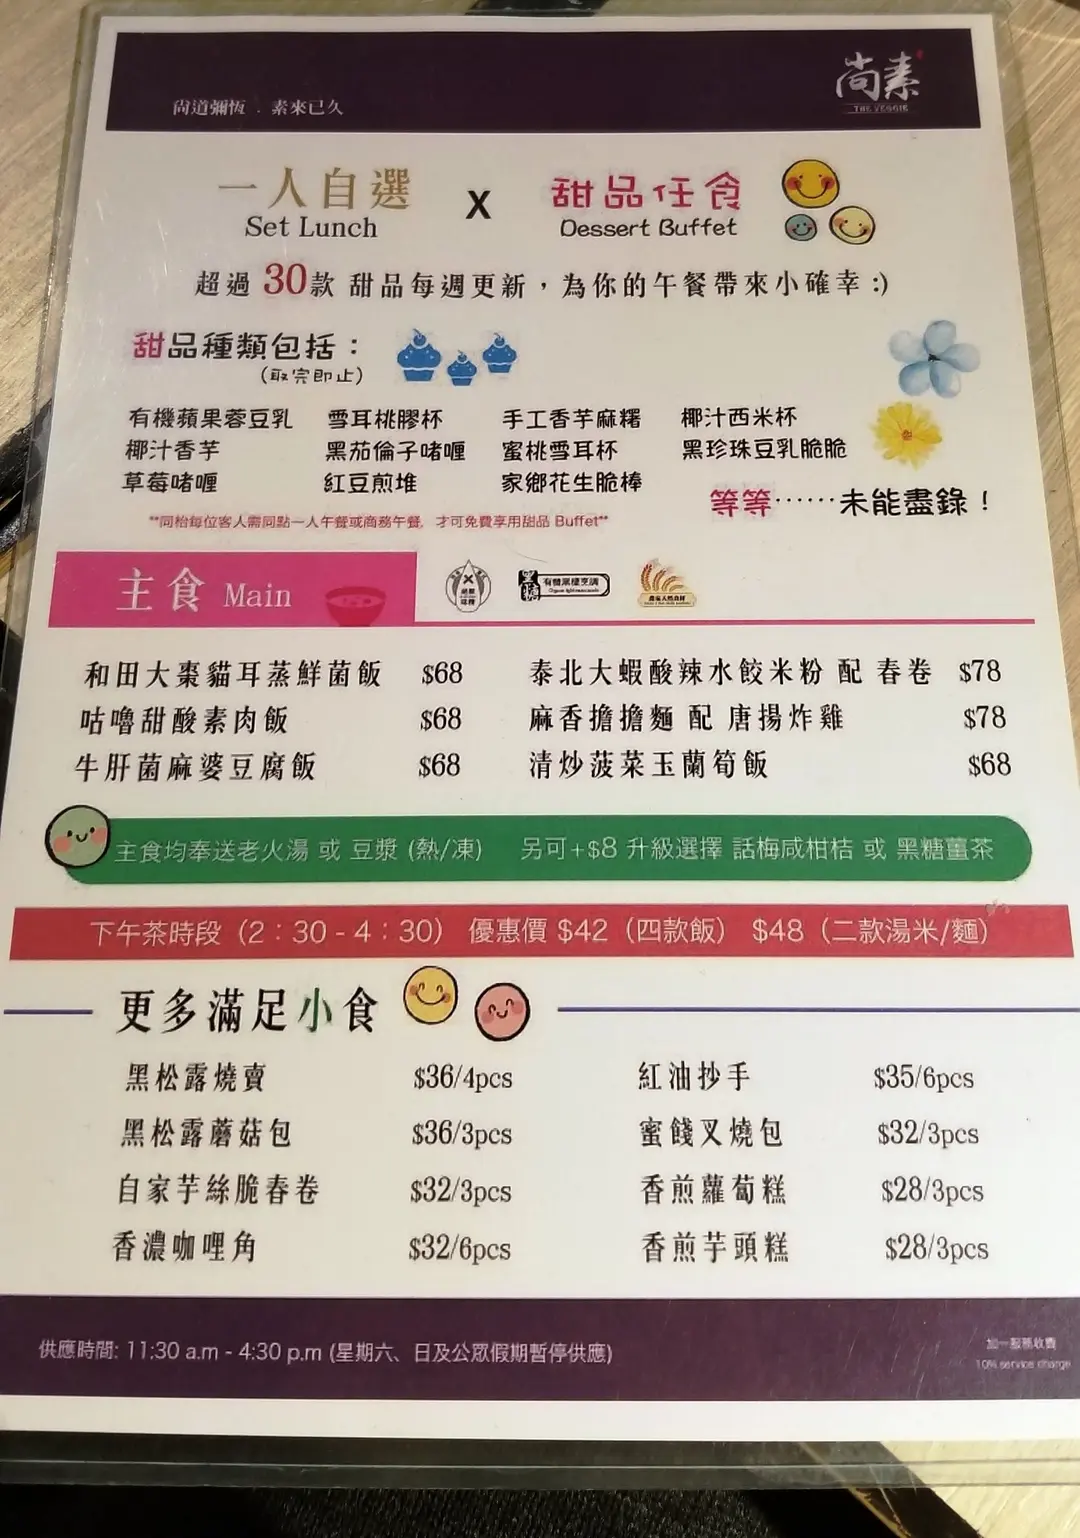 尚道彌恆 . 素來已久
尚素
THE VEGGIE
一人自選 X 甜品任食
Set Lunch Dessert Buffet
超過 30款 甜品每週更新，為你的午餐帶來小確幸 :)
甜品種類包括：
(取完即止)
有機蘋果蓉豆乳 雪耳桃膠杯 手工香芋麻糬 椰汁西米杯
椰汁香芋 黑茄倫子啫喱 蜜桃雪耳杯 黑珍珠豆乳脆脆
草莓啫喱 紅豆煎堆 家鄉花生脆棒
等等⋯⋯未能盡錄！
**同枱每位客人需同點一人午餐或商務午餐, 才可免費享用甜品 Buffet**
主食 Main
有機黑糖烹調
和田大棗貓耳蒸鮮菌飯 $68 泰北大蝦酸辣水餃米粉 配 春卷 $78
咕嚕甜酸素肉飯 $68 麻香擔擔麵 配 唐揚炸雞 $78
牛肝菌麻婆豆腐飯 $68 清炒菠菜玉蘭筍飯 $68
主食均奉送老火湯 或 豆漿 (熱/凍) 另可+$8 升級選擇 話梅咸柑桔 或 黑糖薑茶
下午茶時段（2：30 - 4：30） 優惠價 $42（四款飯） $48（二款湯米/麵）
更多滿足小食
黑松露燒賣 $36/4pcs 紅油抄手 $35/6pcs
黑松露蘑菇包 $36/3pcs 蜜餞叉燒包 $32/3pcs
自家芋絲脆春卷 $32/3pcs 香煎蘿蔔糕 $28/3pcs
香濃咖哩角 $32/6pcs 香煎芋頭糕 $28/3pcs
供應時間: 11:30 a.m - 4:30 p.m (星期六、日及公眾假期暫停供應)
加一服務收費
10% service charge